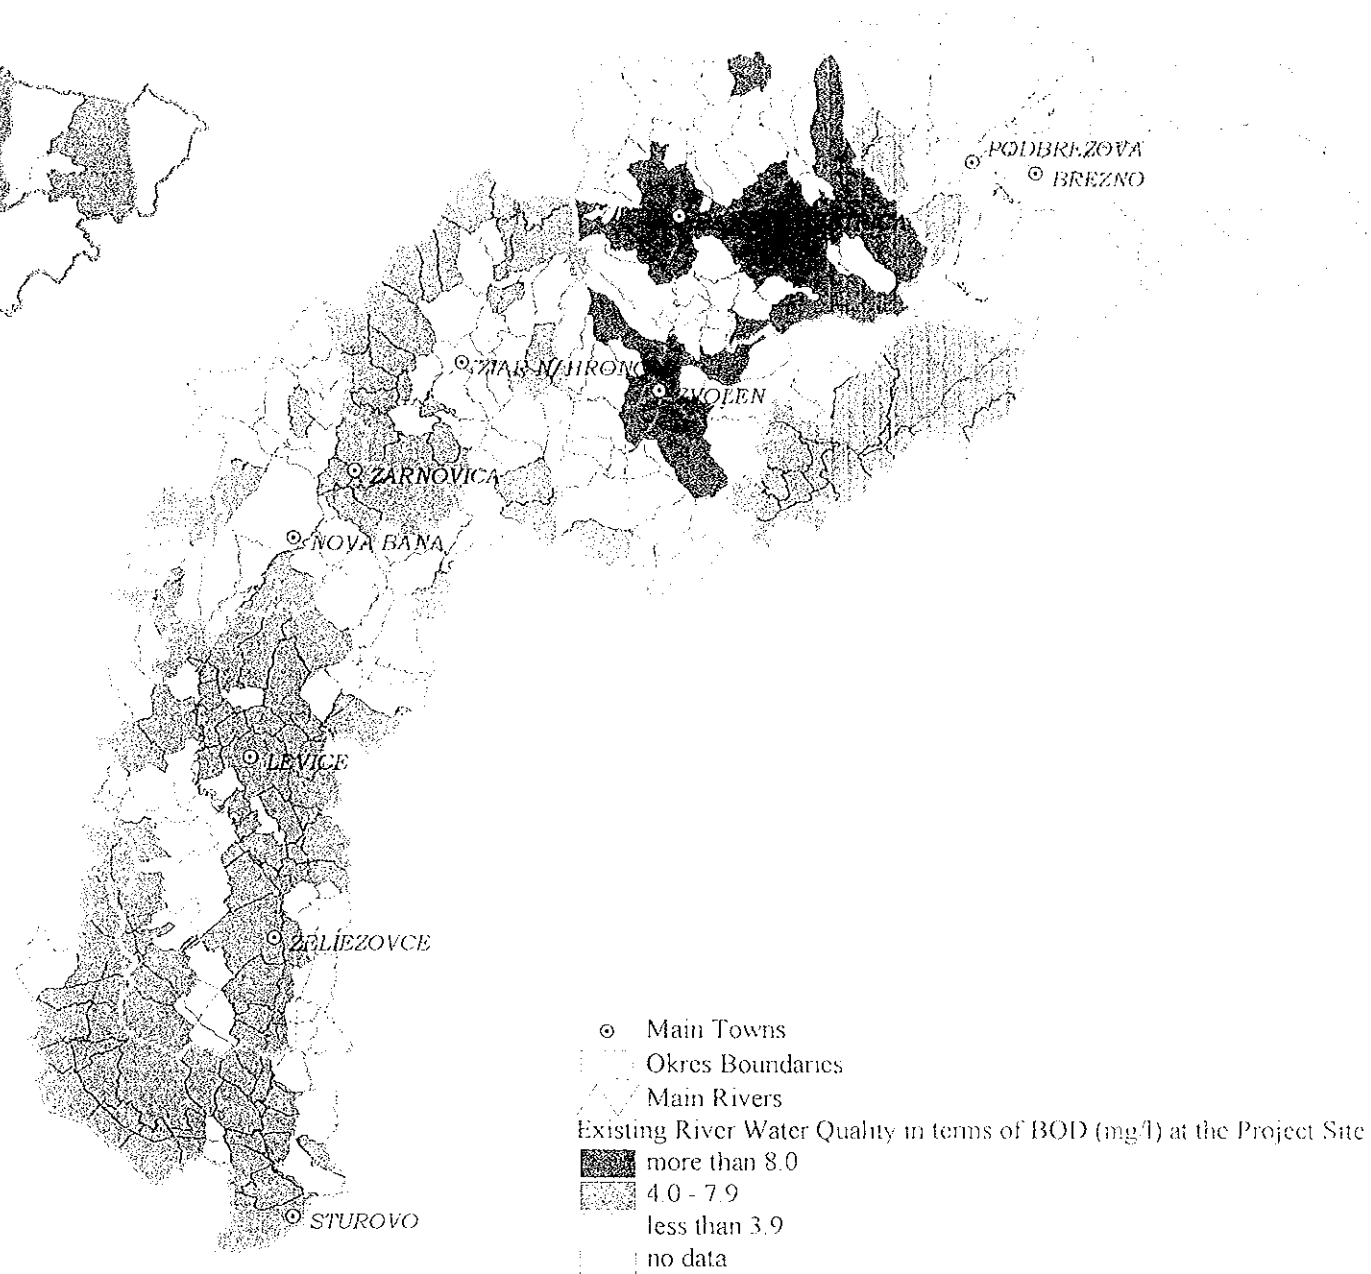 PODBREZOVA
BREZNO
ZIAR N/HRONO
ZVOLEN
ZARNOVICA
NOVA BANA
LEVICE
ZELIEZOVCE
Main Towns
Okres Boundaries
Main Rivers
Existing River Water Quality in terms of BOD (mg/l) at the Project Site
more than 8.0
4.0 - 7.9
less than 3.9
no data
STUROVO